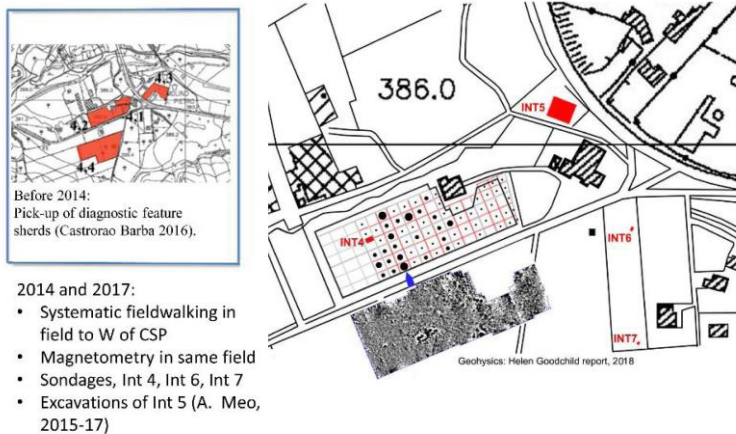 4.3
4.1
4.2
4.4
Before 2014:
Pick-up of diagnostic feature
sherds (Castrorao Barba 2016).
2014 and 2017:
• Systematic fieldwalking in
field to W of CSP
• Magnetometry in same field
• Sondages, Int 4, Int 6, Int 7
• Excavations of Int 5 (A. Meo,
2015-17)
386.0
INT5
INT4
INT6
INT7
Geohysics: Helen Goodchild report, 2018